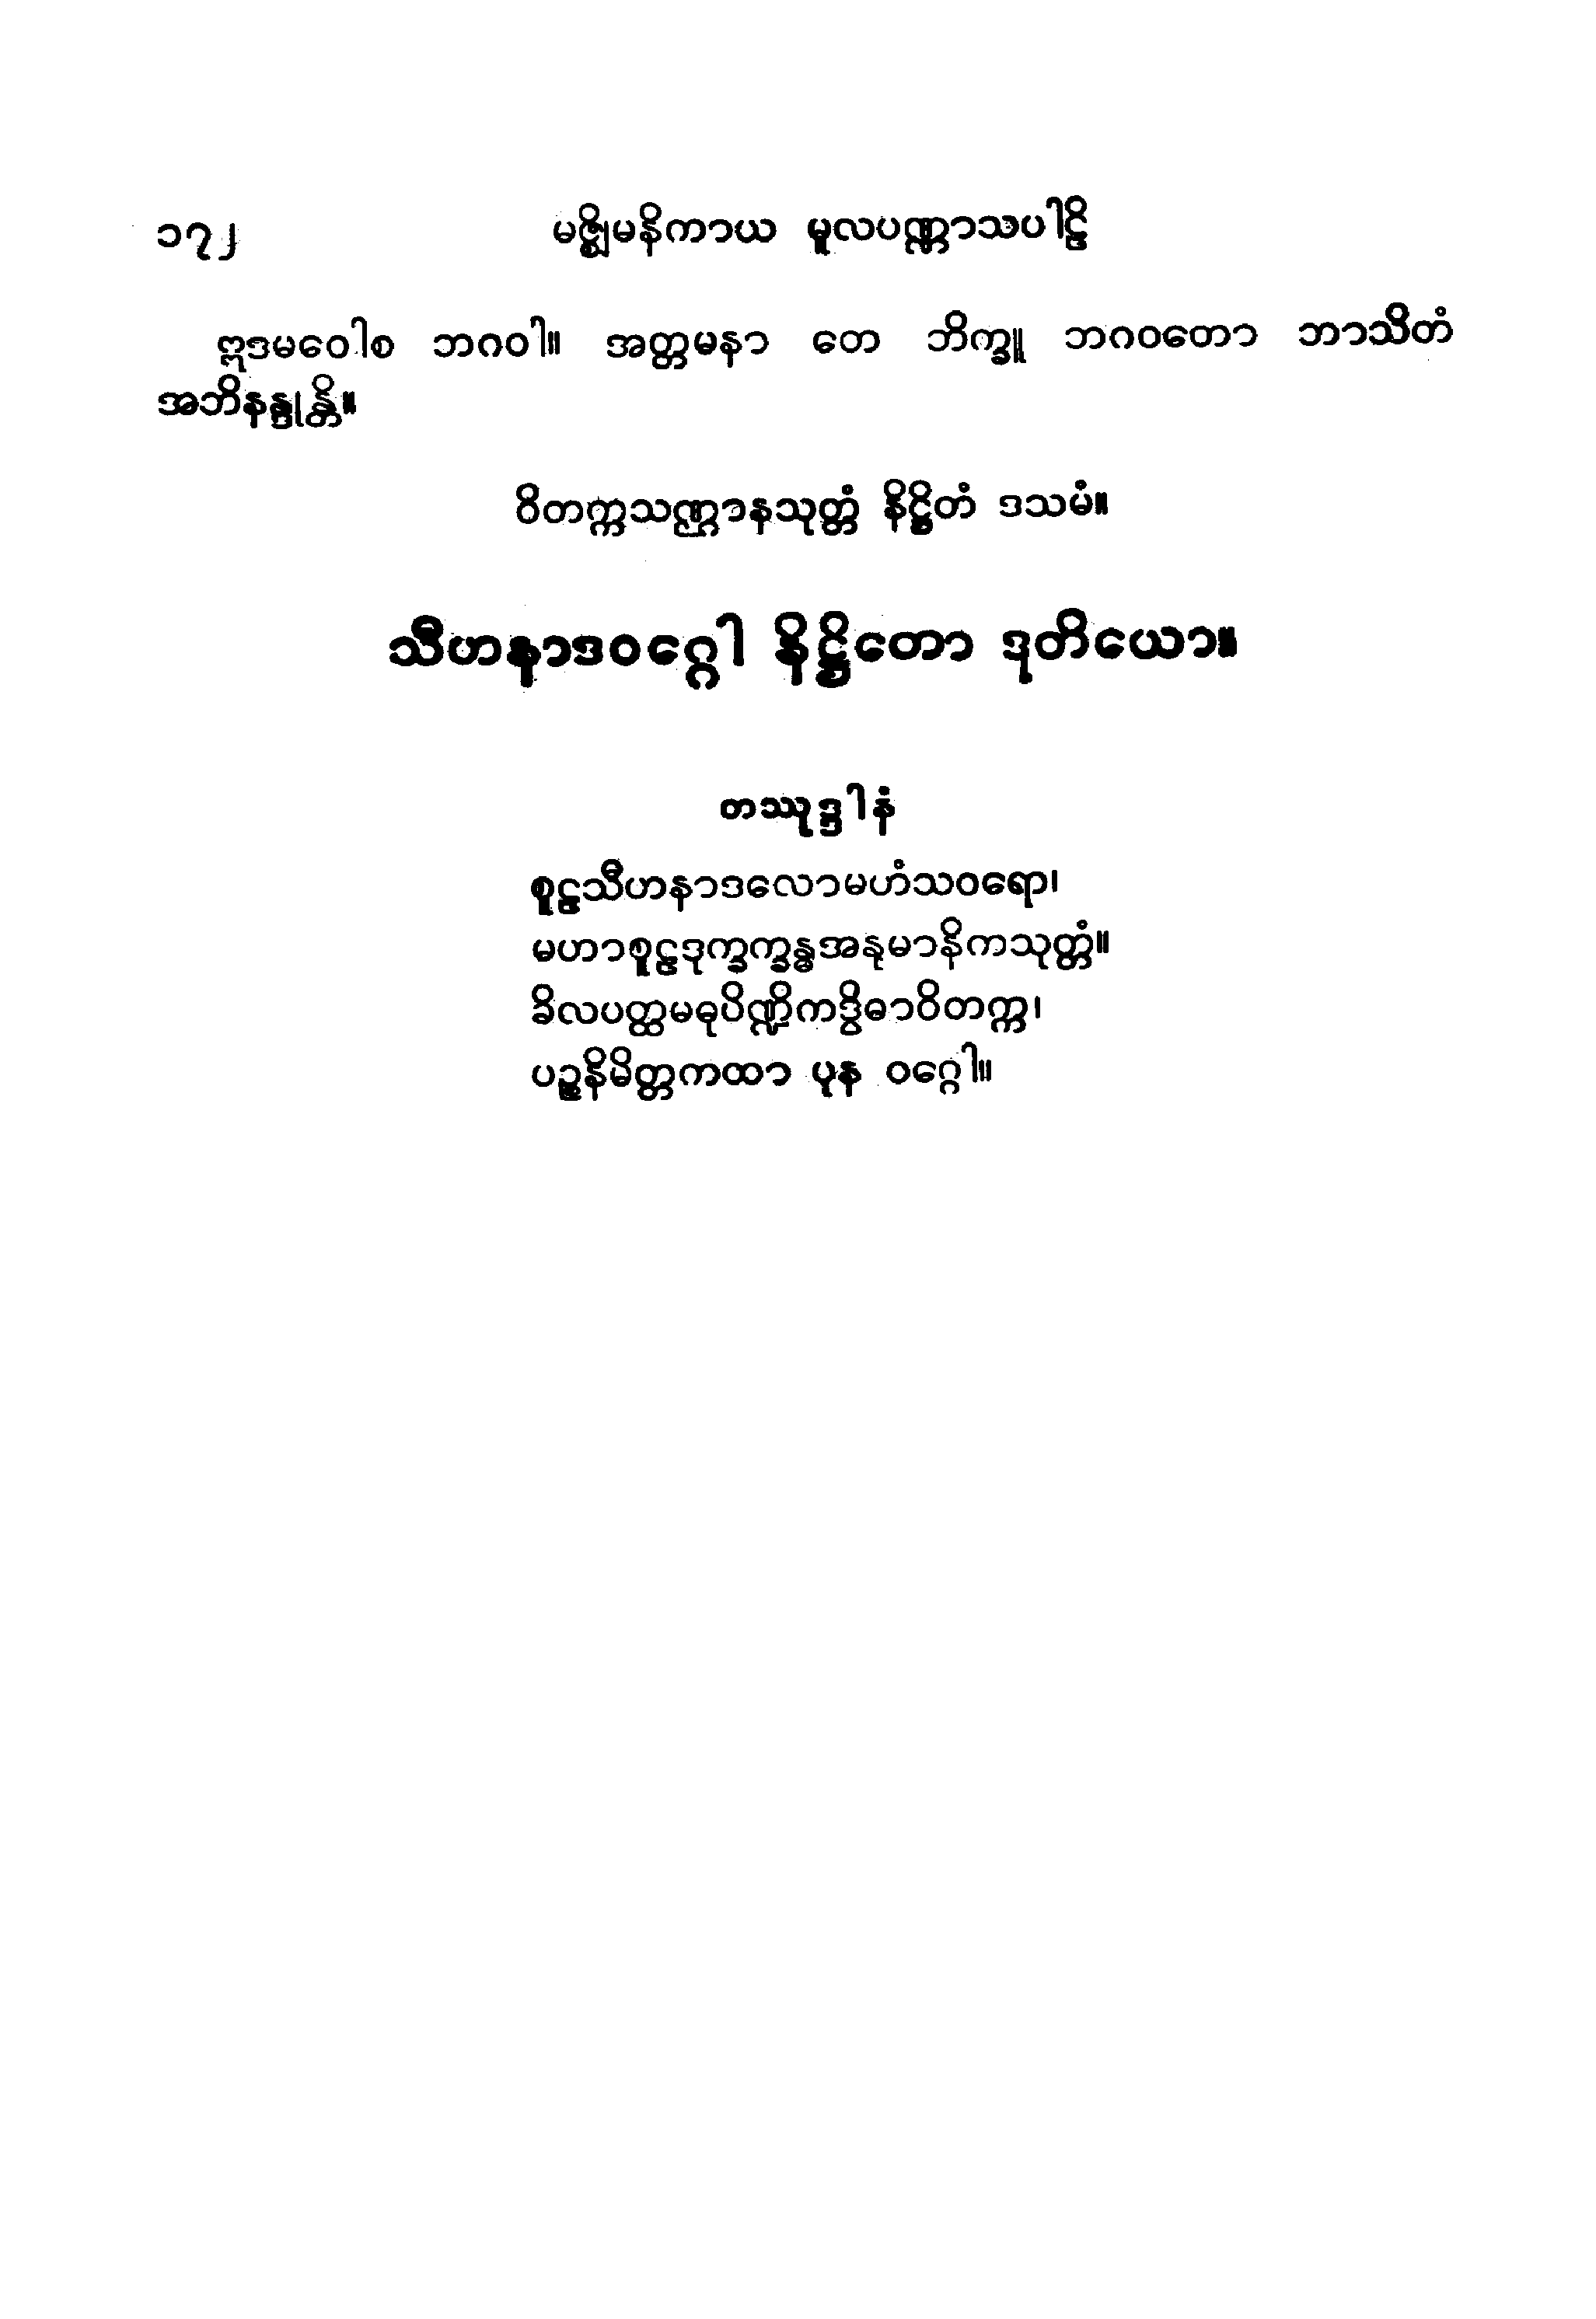 ၁၇၂ မဇ္ဈိမနိကာယ မူလပဏ္ဏာသပါဠိ
ဣဒမဝေါစ ဘဂဝါ။ အတ္တမနာ တေ ဘိက္ခူ ဘဂဝတော ဘာသိတံ
အဘိနန္ဒုန္တိ။
ဝိတက္ကသဏ္ဌာနသုတ္တံ နိဋ္ဌိတံ ဒသမံ။
သီဟနာဒဝဂ္ဂေါ နိဋ္ဌိတော ဒုတိယော။
တဿုဒ္ဒါနံ
စူဠသီဟနာဒလောမဟံသဝရော၊
မဟာစူဠဒုက္ခက္ခန္ဓအနုမာနိကသုတ္တံ။
ခိလပတ္ထမဓုပိဏ္ဍိကဒွိဓာဝိတက္က၊
ပဉ္စနိမိတ္တကထာ ပုန ဝဂ္ဂေါ။